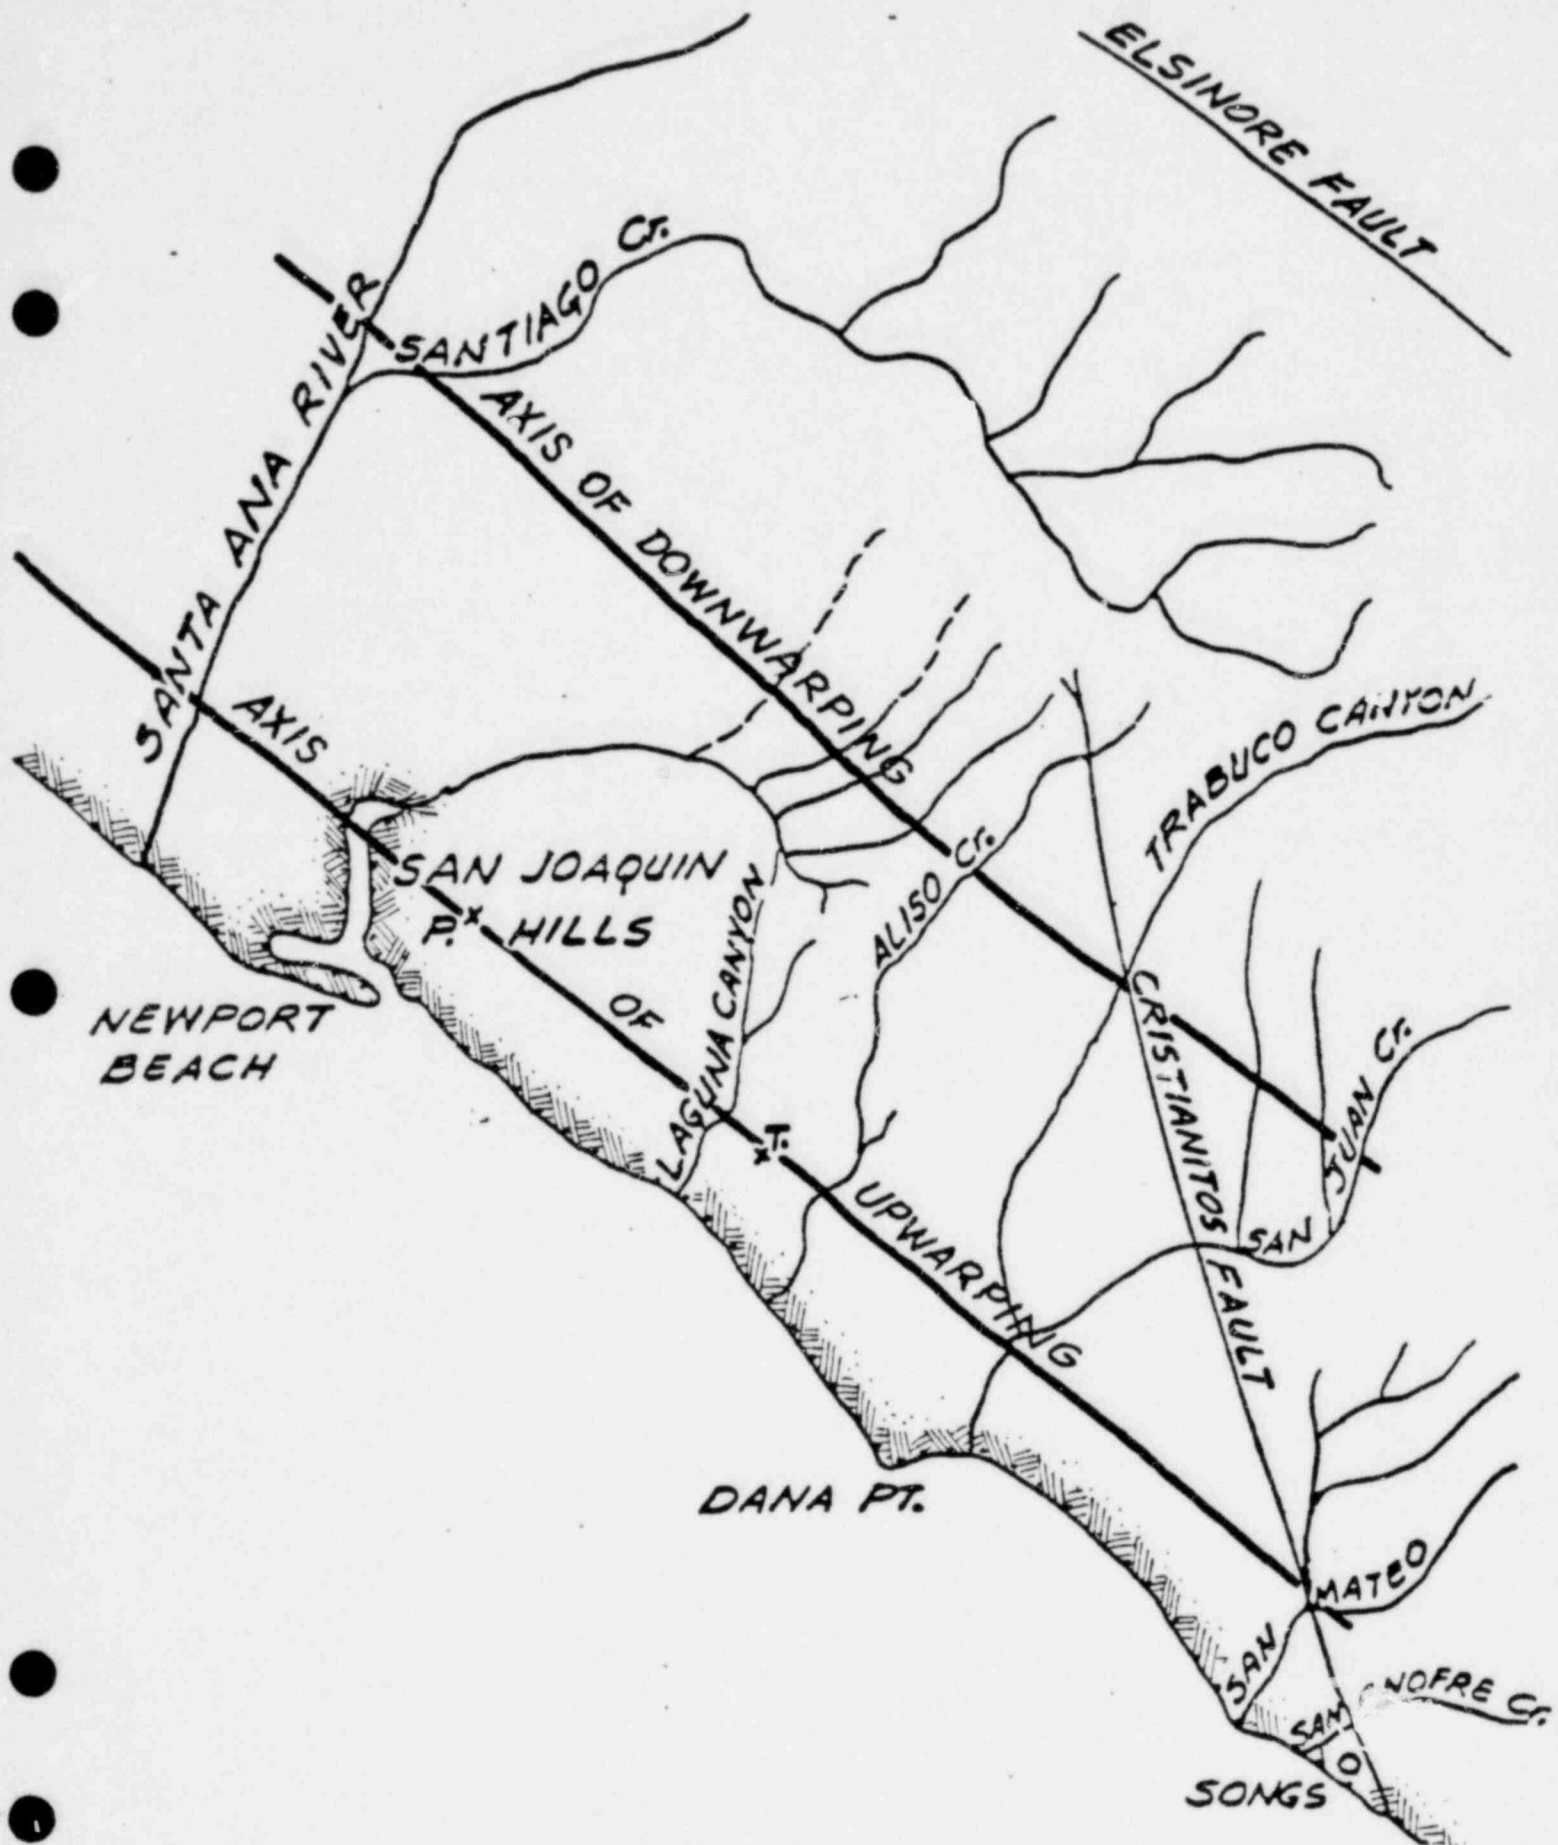 ELSINORE FAULT
SANTIAGO Cr.
SANTA ANA RIVER
AXIS OF DOWNWARPING
TRABUCO CANYON
AXIS
SAN JOAQUIN
P. x HILLS
OF
UPWARPING
LAGUNA CANYON
ALISO Cr.
NEWPORT
BEACH
CRISTIANITOS FAULT
SAN JUAN Cr.
T.
x
DANA PT.
SAN MATEO
SAN NOFRE Cr.
SONGS